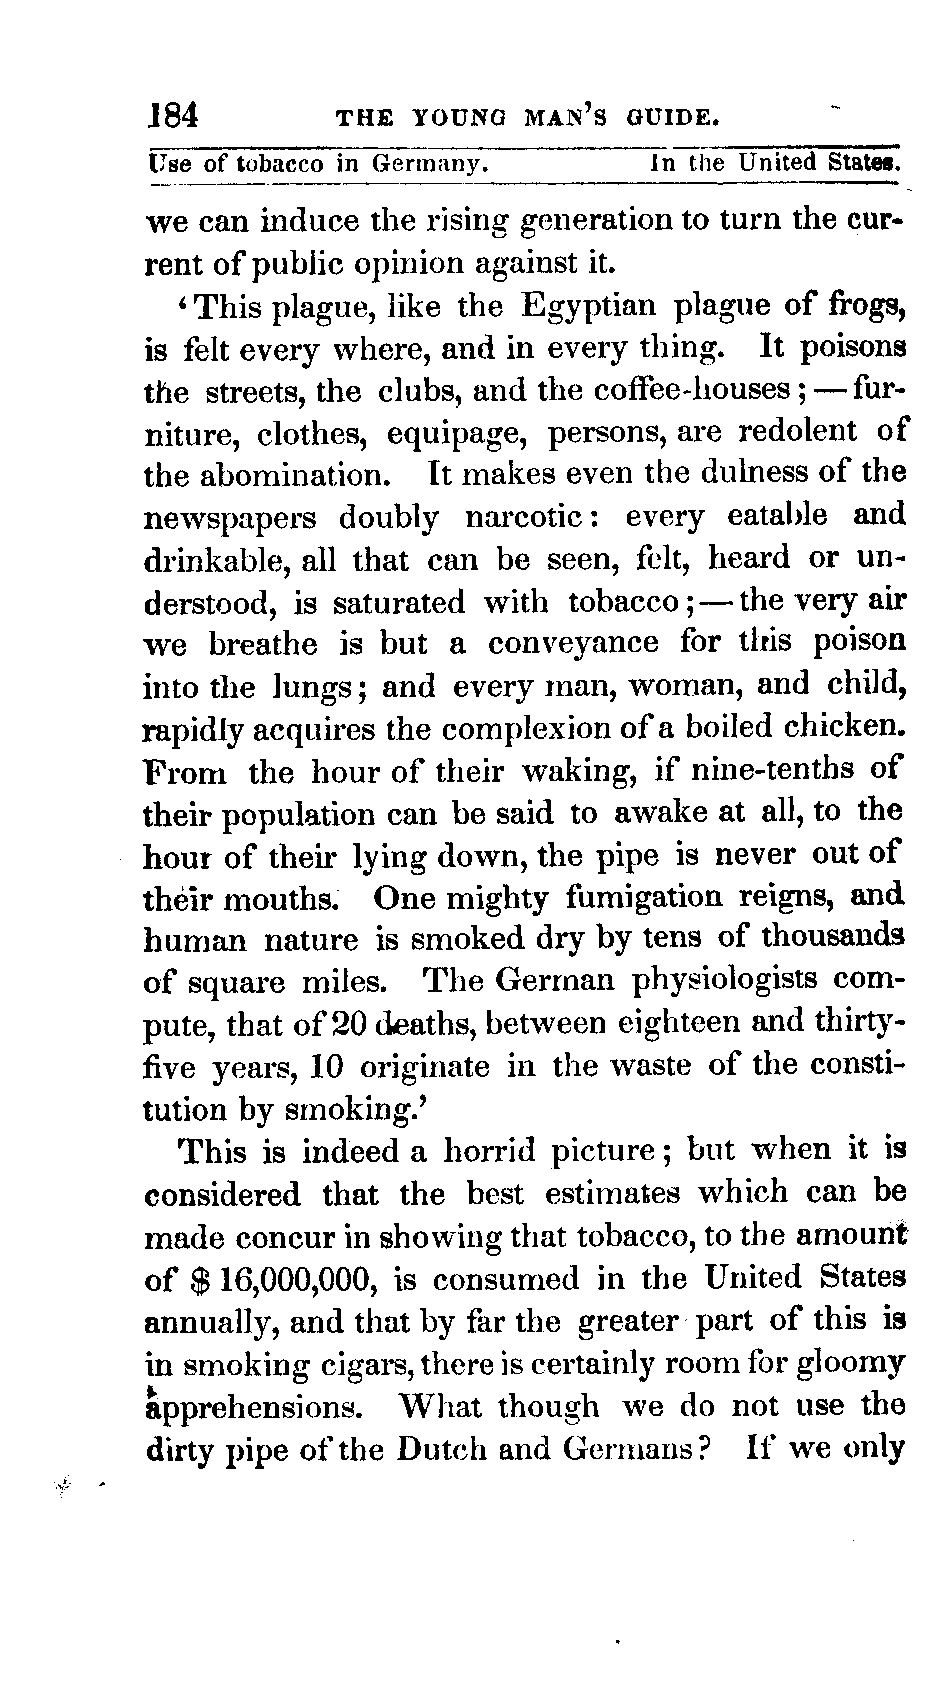 184 THE YOUNG MAN'S GUIDE.
Use of tobacco in Germany. In the United States.
we can induce the rising generation to turn the cur-
rent of public opinion against it.
'This plague, like the Egyptian plague of frogs,
is felt every where, and in every thing. It poisons
the streets, the clubs, and the coffee-houses;—fur-
niture, clothes, equipage, persons, are redolent of
the abomination. It makes even the dulness of the
newspapers doubly narcotic: every eatable and
drinkable, all that can be seen, felt, heard or un-
derstood, is saturated with tobacco;—the very air
we breathe is but a conveyance for this poison
into the lungs; and every man, woman, and child,
rapidly acquires the complexion of a boiled chicken.
From the hour of their waking, if nine-tenths of
their population can be said to awake at all, to the
hour of their lying down, the pipe is never out of
their mouths. One mighty fumigation reigns, and
human nature is smoked dry by tens of thousands
of square miles. The German physiologists com-
pute, that of 20 deaths, between eighteen and thirty-
five years, 10 originate in the waste of the consti-
tution by smoking.'
This is indeed a horrid picture; but when it is
considered that the best estimates which can be
made concur in showing that tobacco, to the amount
of $16,000,000, is consumed in the United States
annually, and that by far the greater part of this is
in smoking cigars, there is certainly room for gloomy
apprehensions. What though we do not use the
dirty pipe of the Dutch and Germans? If we only